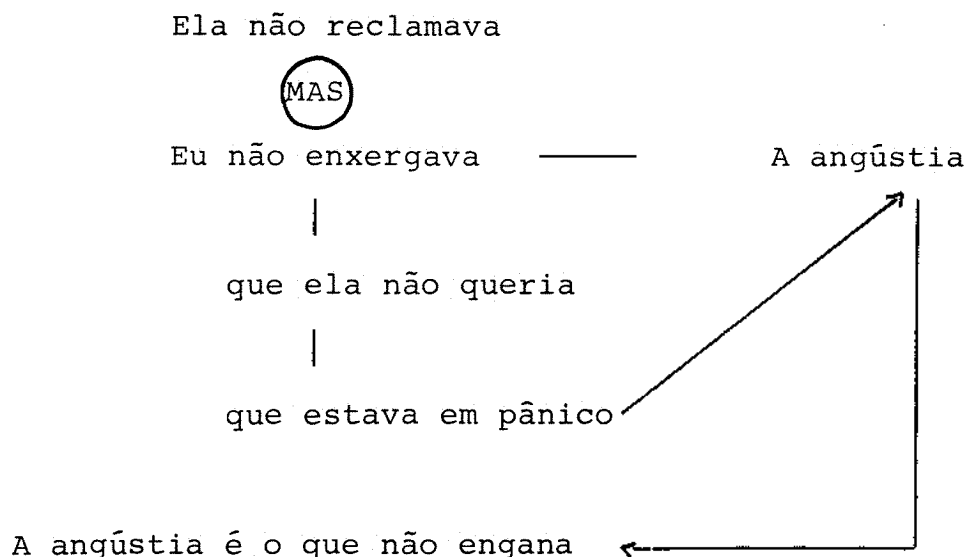 Ela não reclamava
MAS
Eu não enxergava A angústia
que ela não queria
que estava em pânico
A angústia é o que não engana